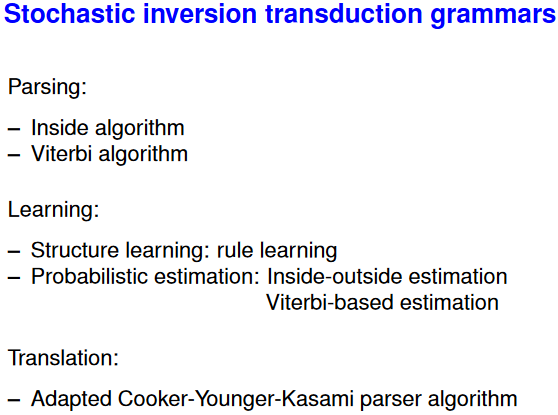 Stochastic inversion transduction grammars
Parsing:
– Inside algorithm
– Viterbi algorithm
Learning:
– Structure learning: rule learning
– Probabilistic estimation: Inside-outside estimation
Viterbi-based estimation
Translation:
– Adapted Cooker-Younger-Kasami parser algorithm